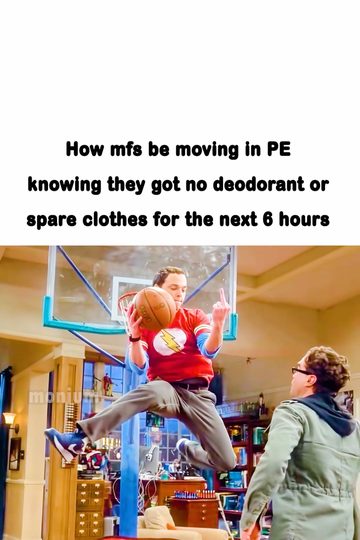 How mfs be moving in PE
knowing they got no deodorant or
spare clothes for the next 6 hours